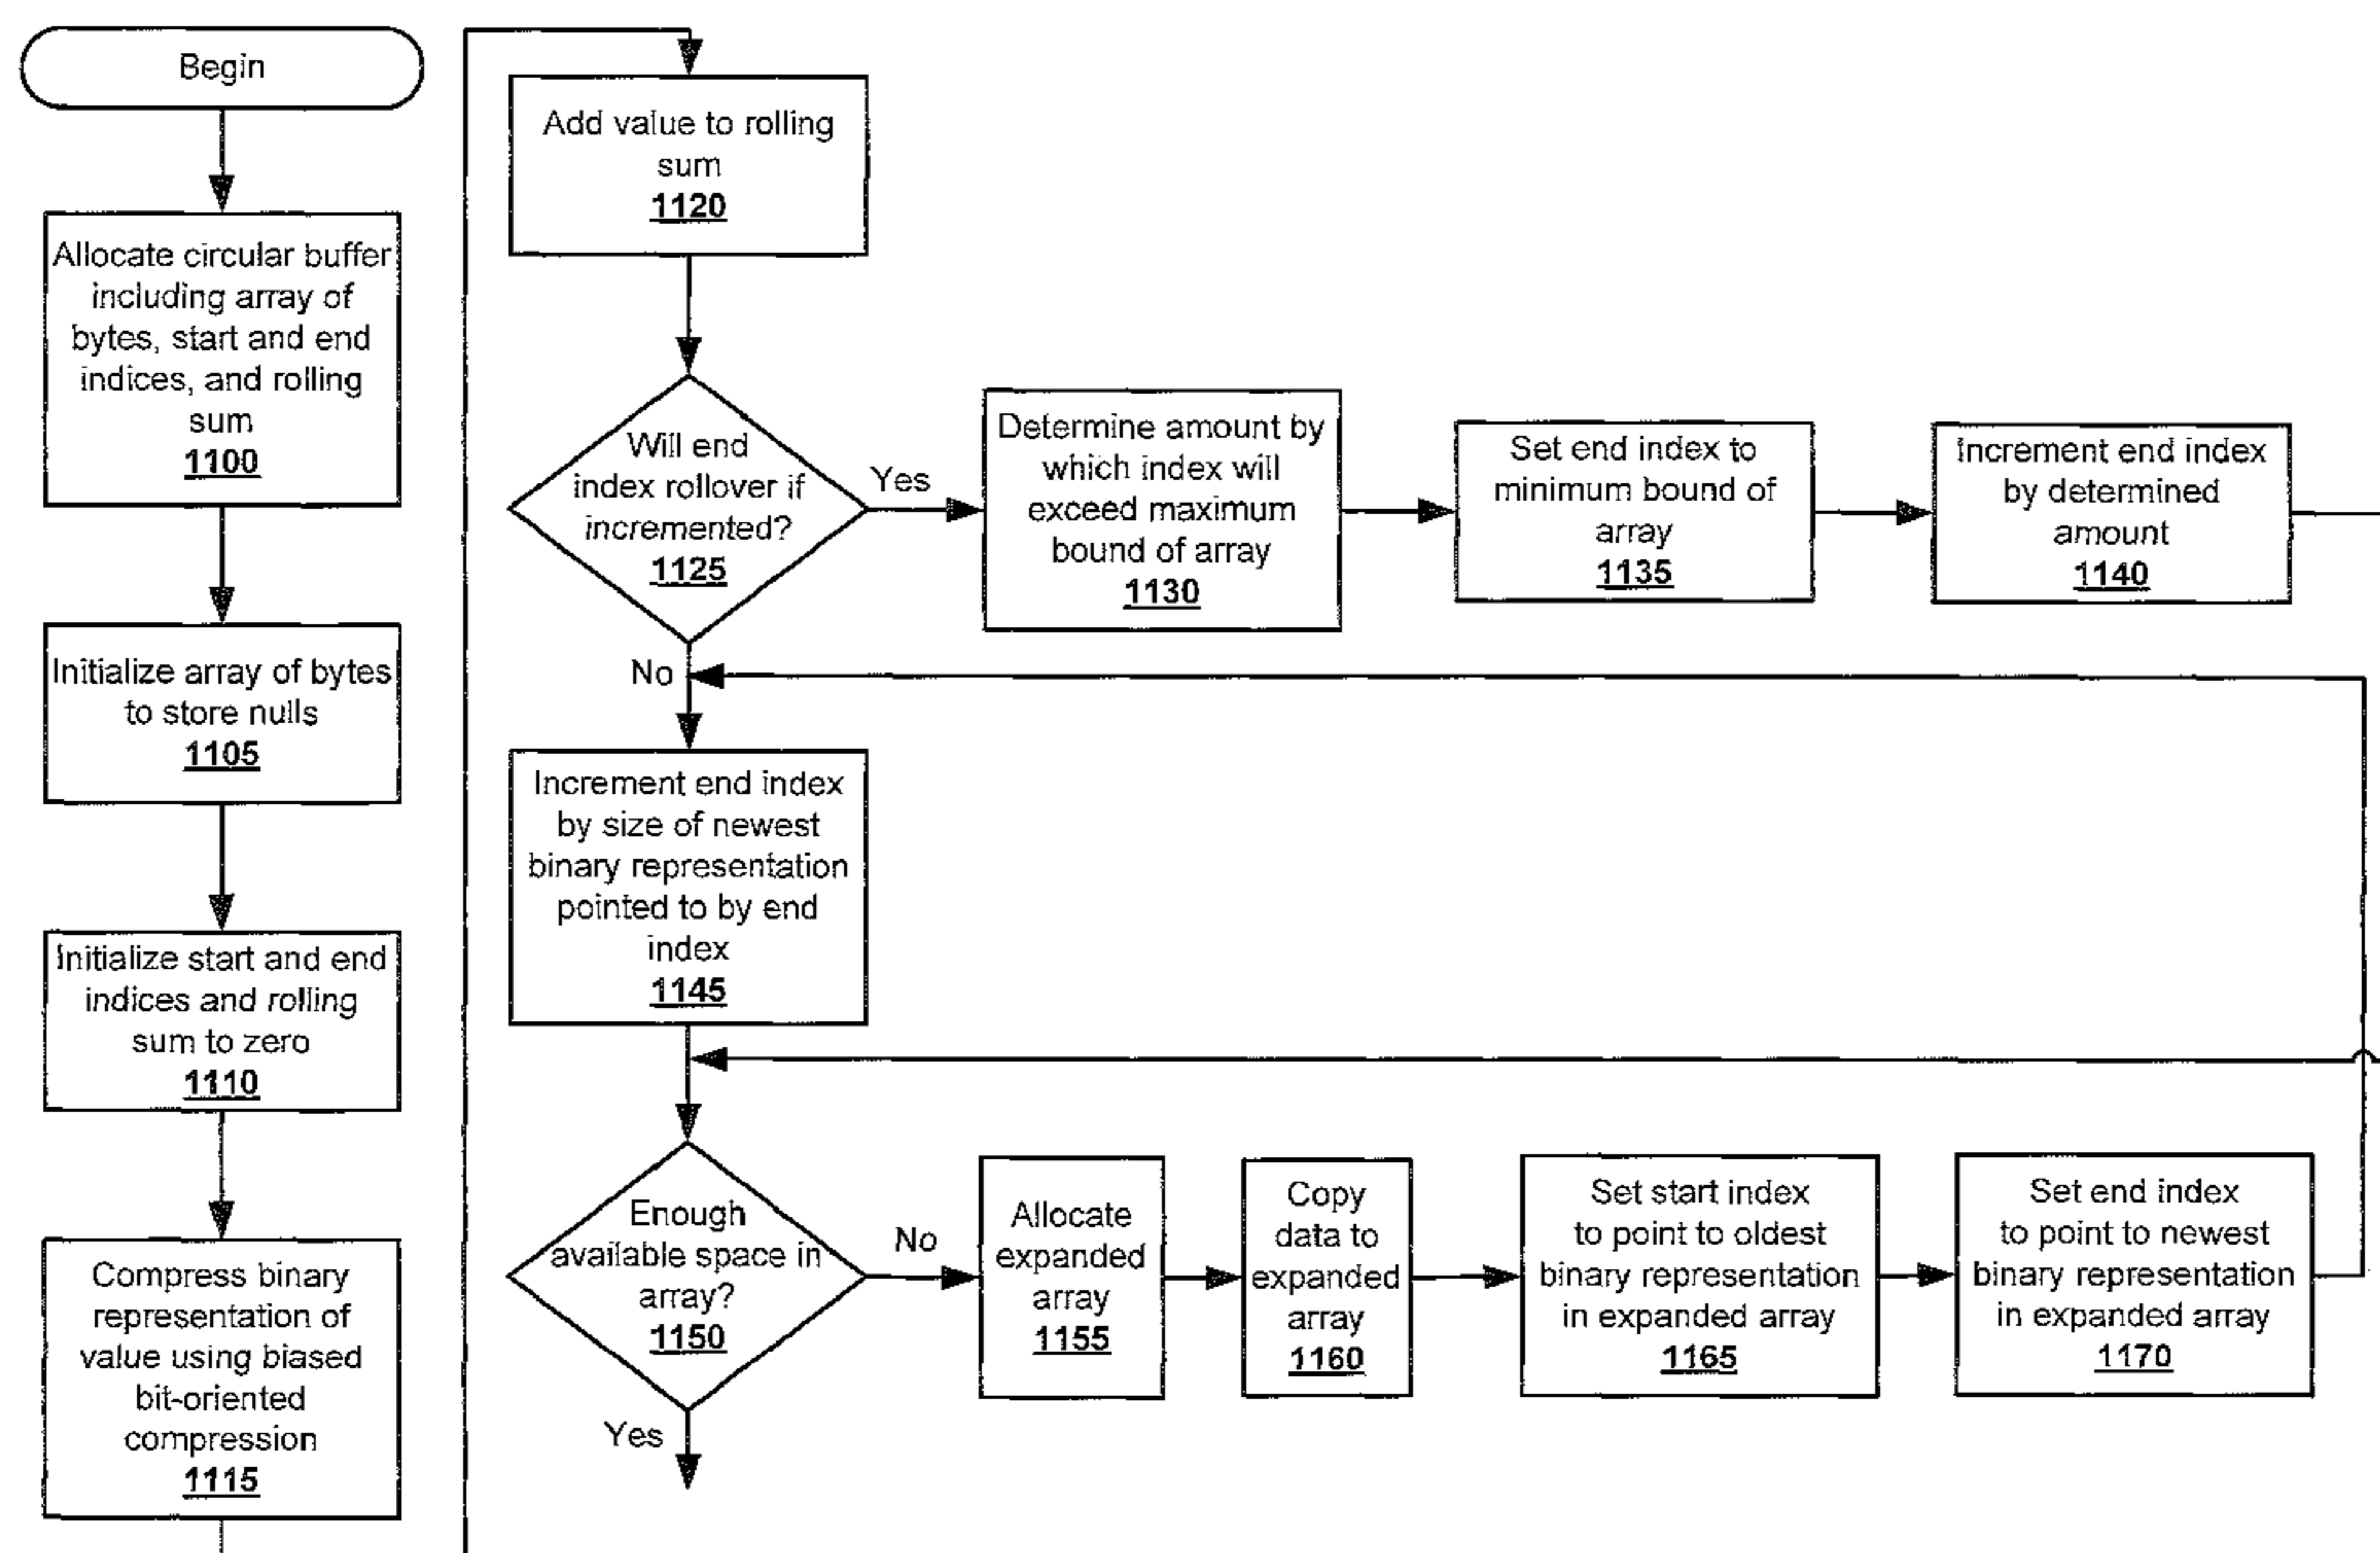 Begin
Allocate circular buffer
including array of
bytes, start and end
indices, and rolling
sum
1100
Initialize array of bytes
to store nulls
1105
Initialize start and end
indices and rolling
sum to zero
1110
Compress binary
representation of
value using biased
bit-oriented
compression
1115
Add value to rolling
sum
1120
Will end
index rollover if
incremented?
1125
Yes
Determine amount by
which index will
exceed maximum
bound of array
1130
Set end index to
minimum bound of
array
1135
Increment end index
by determined
amount
1140
No
Increment end index
by size of newest
binary representation
pointed to by end
index
1145
Enough
available space in
array?
1150
No
Allocate
expanded
array
1155
Copy
data to
expanded
array
1160
Set start index
to point to oldest
binary representation
in expanded array
1165
Set end index
to point to newest
binary representation
in expanded array
1170
Yes